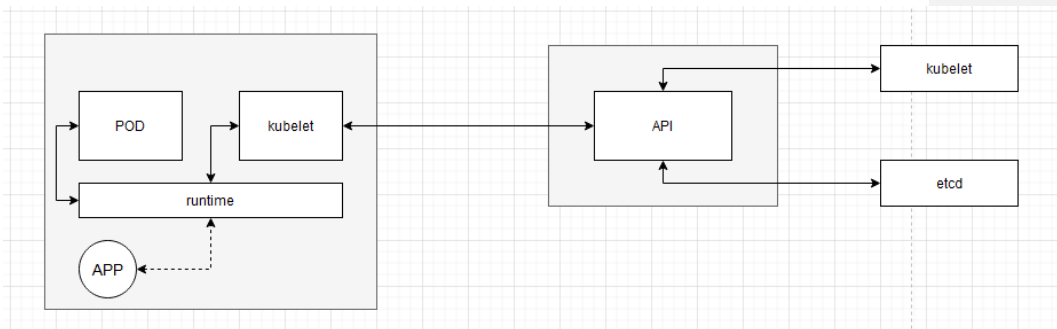 POD
kubelet
runtime
APP
API
kubelet
etcd